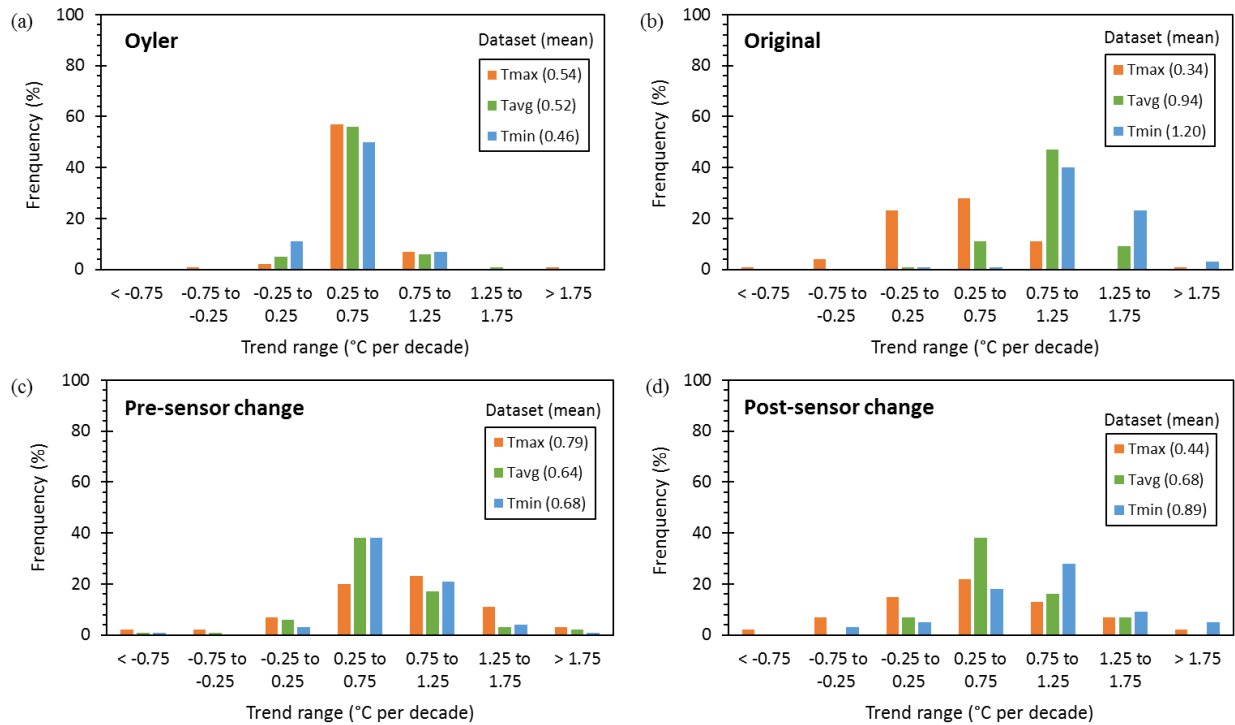 (a)
100
80
60
40
20
0
Frenquency (%)
Oyler
Dataset (mean)
Tmax (0.54)
Tavg (0.52)
Tmin (0.46)
< -0.75
-0.75 to
-0.25
-0.25 to
0.25
0.25 to
0.75
0.75 to
1.25
1.25 to
1.75
> 1.75
Trend range (°C per decade)
(b)
100
80
60
40
20
0
Frenquency (%)
Original
Dataset (mean)
Tmax (0.34)
Tavg (0.94)
Tmin (1.20)
< -0.75
-0.75 to
-0.25
-0.25 to
0.25
0.25 to
0.75
0.75 to
1.25
1.25 to
1.75
> 1.75
Trend range (°C per decade)
(c)
100
80
60
40
20
0
Frenquency (%)
Pre-sensor change
Dataset (mean)
Tmax (0.79)
Tavg (0.64)
Tmin (0.68)
< -0.75
-0.75 to
-0.25
-0.25 to
0.25
0.25 to
0.75
0.75 to
1.25
1.25 to
1.75
> 1.75
Trend range (°C per decade)
(d)
100
80
60
40
20
0
Frenquency (%)
Post-sensor change
Dataset (mean)
Tmax (0.44)
Tavg (0.68)
Tmin (0.89)
< -0.75
-0.75 to
-0.25
-0.25 to
0.25
0.25 to
0.75
0.75 to
1.25
1.25 to
1.75
> 1.75
Trend range (°C per decade)